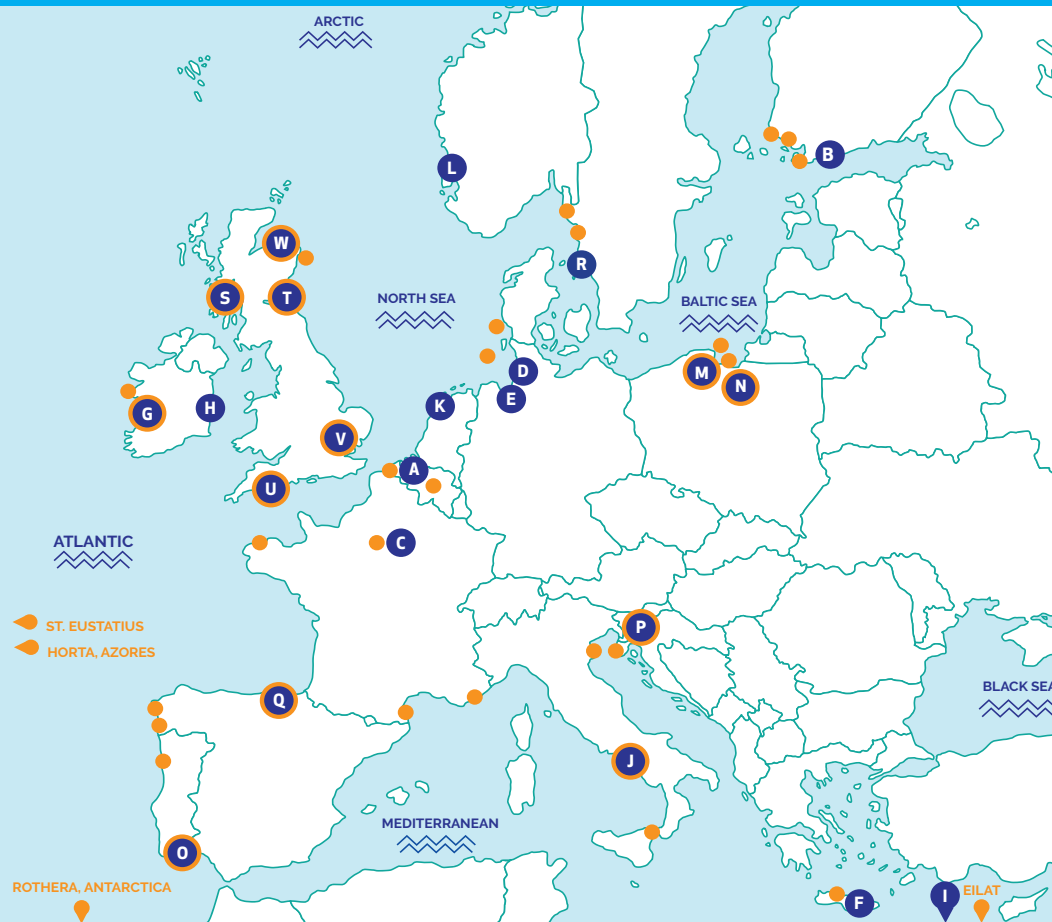 ARCTIC
L
B
W
R
S
T
NORTH SEA
BALTIC SEA
D
M
N
E
K
H
G
V
A
U
C
ATLANTIC
ST. EUSTATIUS
P
HORTA, AZORES
BLACK SEA
Q
J
MEDITERRANEAN
O
ROTHERA, ANTARCTICA
EILAT
I
F